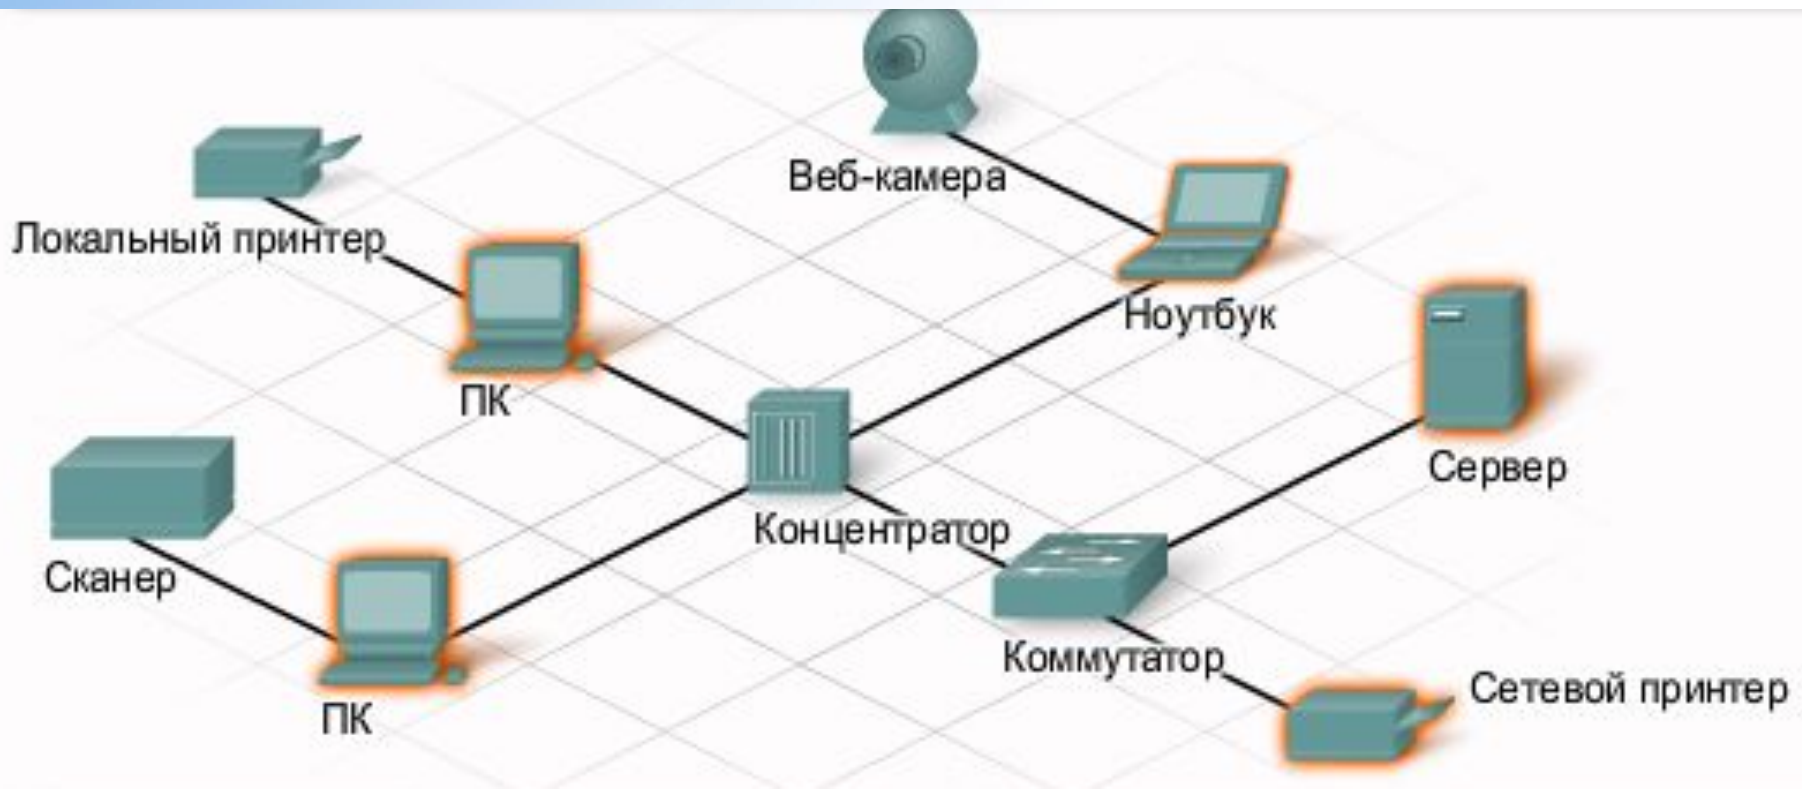 Веб-камера
Локальный принтер
Ноутбук
ПК
Сервер
Концентратор
Сканер
Коммутатор
Сетевой принтер
ПК